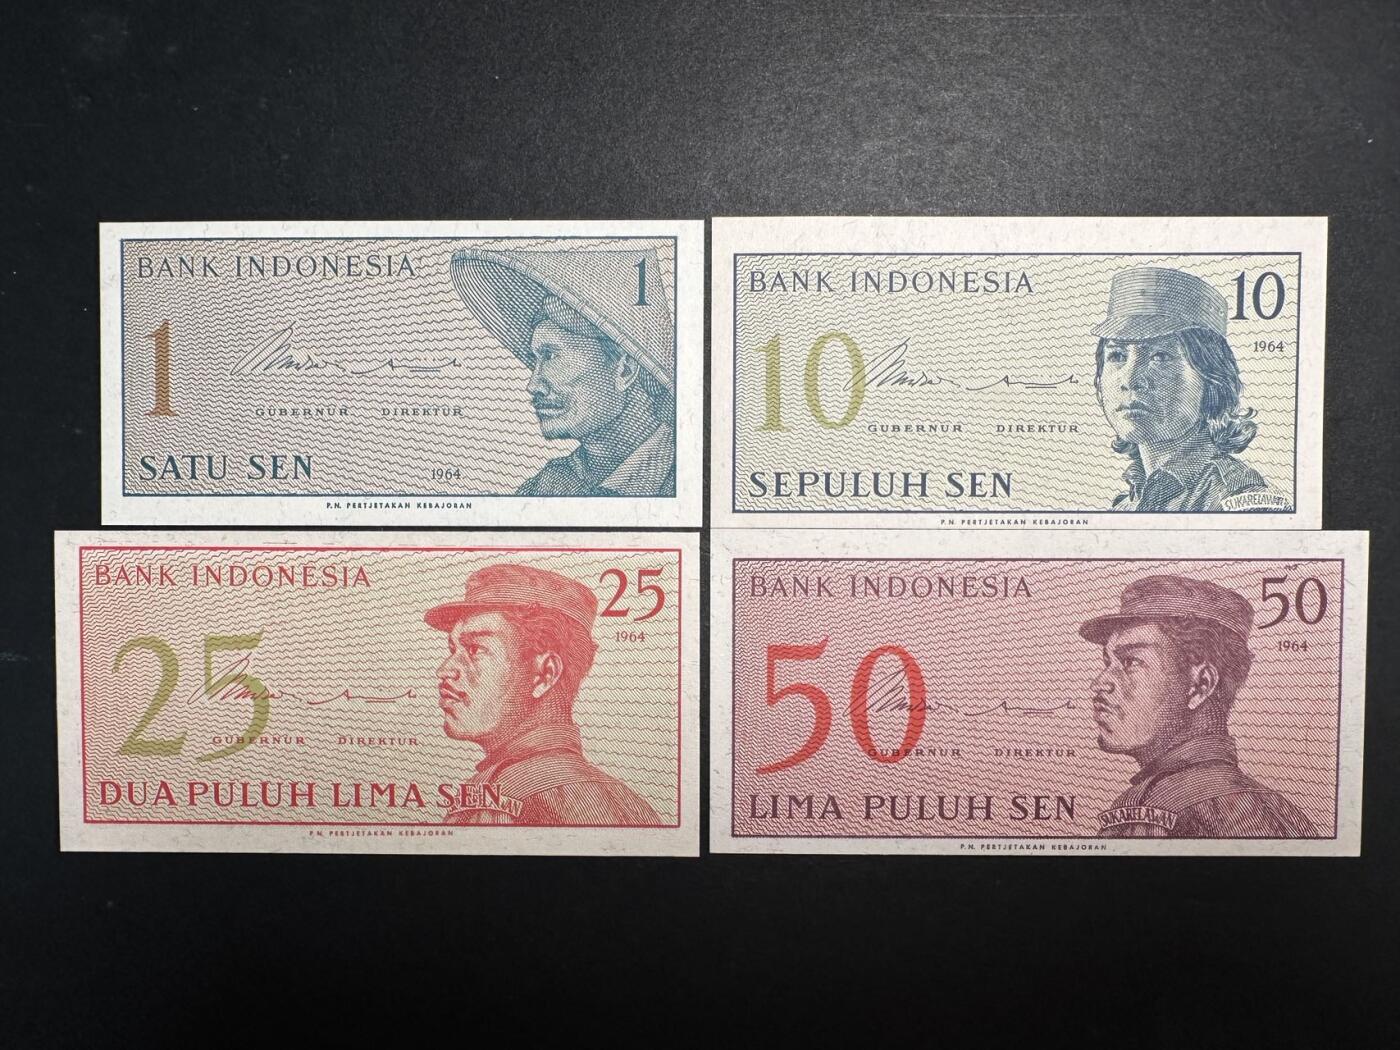 BANK INDONESIA
1
1
GUBERNUR DIREKTUR
SATU SEN
1964
P.N. PERTJETAKAN KEBAJORAN
BANK INDONESIA
10
1964
10
GUBERNUR DIREKTUR
SEPULUH SEN
SUKARELAWATI
P.N. PERTJETAKAN KEBAJORAN
BANK INDONESIA
25
1964
25
GUBERNUR DIREKTUR
DUA PULUH LIMA SEN
P.N. PERTJETAKAN KEBAJORAN
BANK INDONESIA
50
1964
50
GUBERNUR DIREKTUR
LIMA PULUH SEN
SUKARELAWAN
P.N. PERTJETAKAN KEBAJORAN